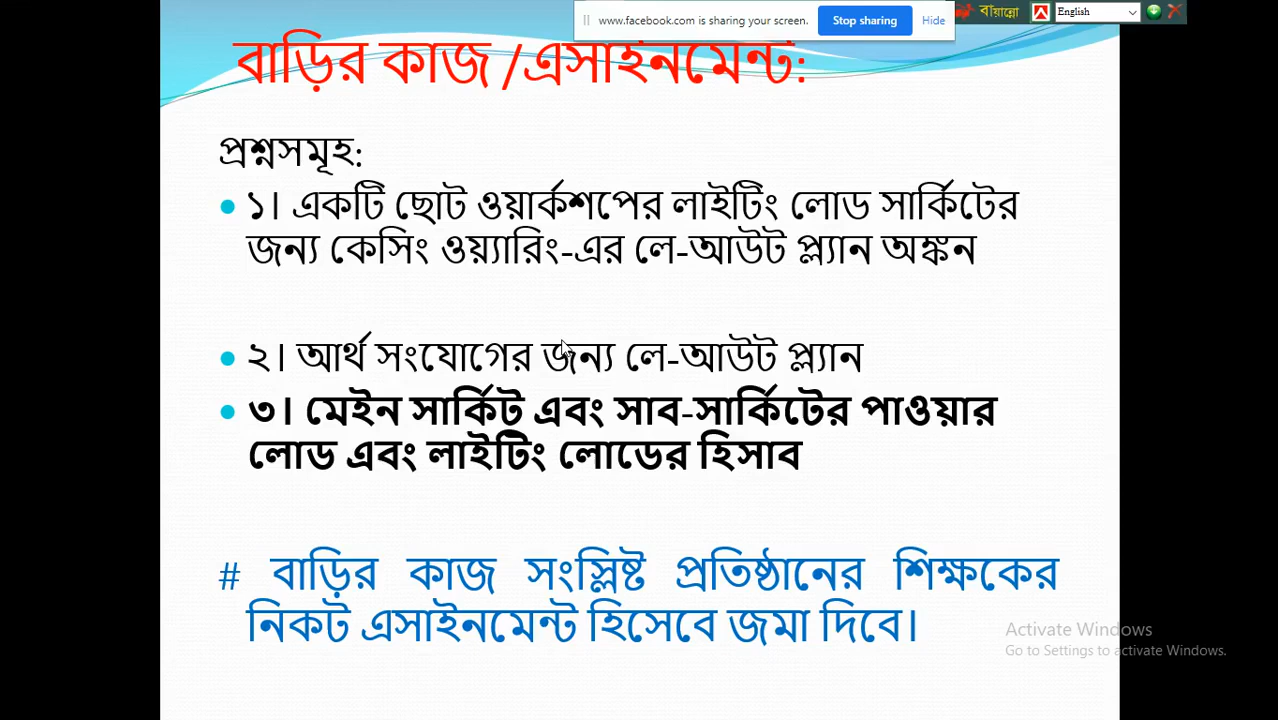 www.facebook.com is sharing your screen. Stop sharing Hide
বায়ান্নো English
বাড়ির কাজ /এসাইনমেন্ট:
প্রশ্নসমূহ:
১। একটি ছোট ওয়ার্কশপের লাইটিং লোড সার্কিটের
জন্য কেসিং ওয়্যারিং-এর লে-আউট প্ল্যান অঙ্কন
২। আর্থ সংযোগের জন্য লে-আউট প্ল্যান
৩। মেইন সার্কিট এবং সাব-সার্কিটের পাওয়ার
লোড এবং লাইটিং লোডের হিসাব
# বাড়ির কাজ সংস্লিষ্ট প্রতিষ্ঠানের শিক্ষকের
নিকট এসাইনমেন্ট হিসেবে জমা দিবে।
Activate Windows
Go to Settings to activate Windows.